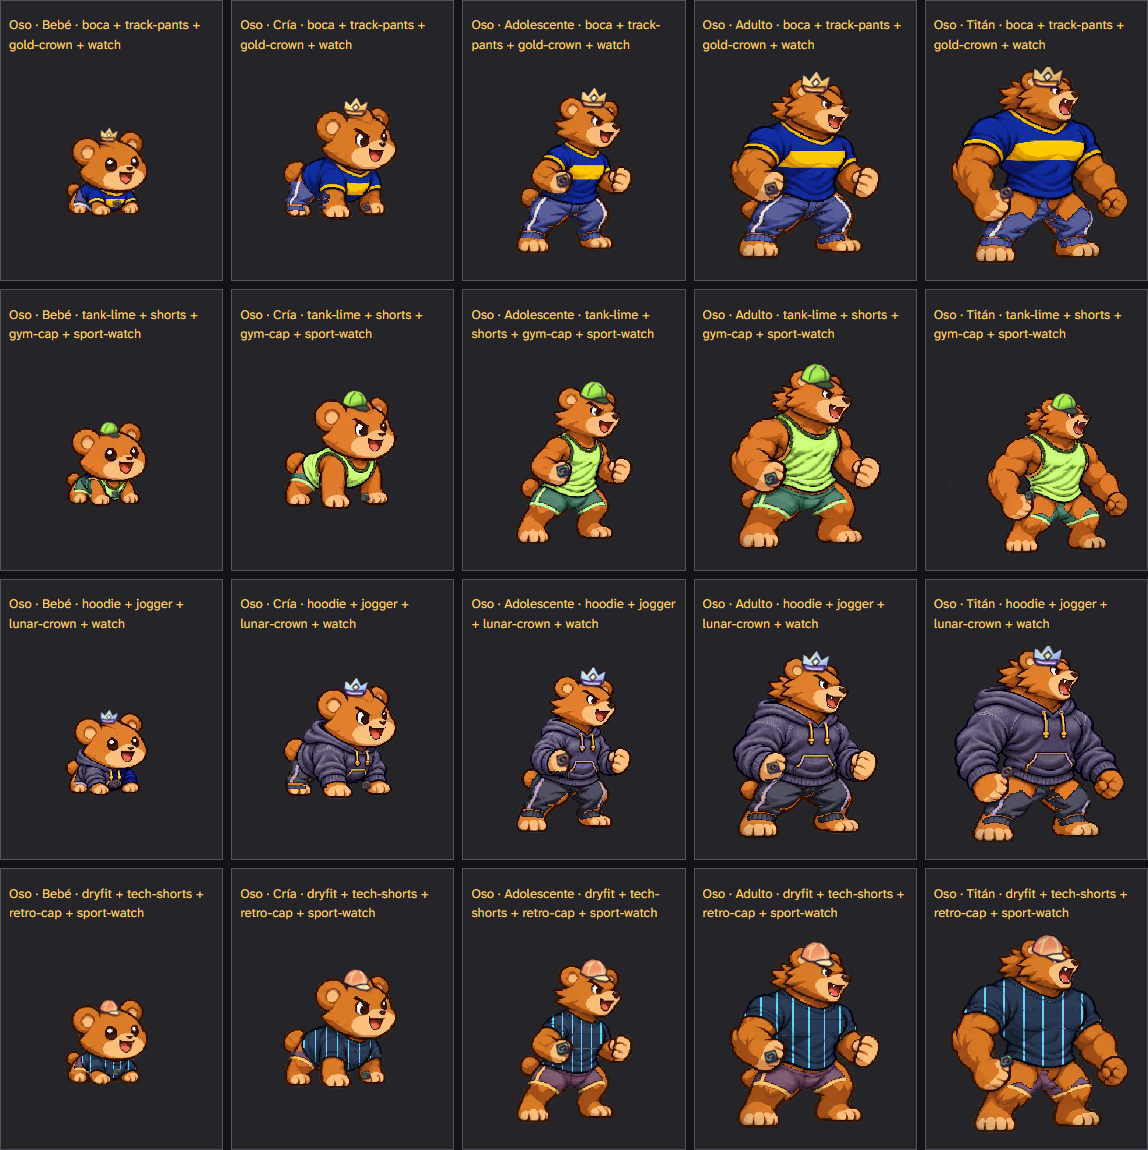 Oso · Bebé · boca + track-pants +
gold-crown + watch
Oso · Cría · boca + track-pants +
gold-crown + watch
Oso · Adolescente · boca + track-
pants + gold-crown + watch
Oso · Adulto · boca + track-pants +
gold-crown + watch
Oso · Titán · boca + track-pants +
gold-crown + watch
Oso · Bebé · tank-lime + shorts +
gym-cap + sport-watch
Oso · Cría · tank-lime + shorts +
gym-cap + sport-watch
Oso · Adolescente · tank-lime +
shorts + gym-cap + sport-watch
Oso · Adulto · tank-lime + shorts +
gym-cap + sport-watch
Oso · Titán · tank-lime + shorts +
gym-cap + sport-watch
Oso · Bebé · hoodie + jogger +
lunar-crown + watch
Oso · Cría · hoodie + jogger +
lunar-crown + watch
Oso · Adolescente · hoodie + jogger
+ lunar-crown + watch
Oso · Adulto · hoodie + jogger +
lunar-crown + watch
Oso · Titán · hoodie + jogger +
lunar-crown + watch
Oso · Bebé · dryfit + tech-shorts +
retro-cap + sport-watch
Oso · Cría · dryfit + tech-shorts +
retro-cap + sport-watch
Oso · Adolescente · dryfit + tech-
shorts + retro-cap + sport-watch
Oso · Adulto · dryfit + tech-shorts +
retro-cap + sport-watch
Oso · Titán · dryfit + tech-shorts +
retro-cap + sport-watch